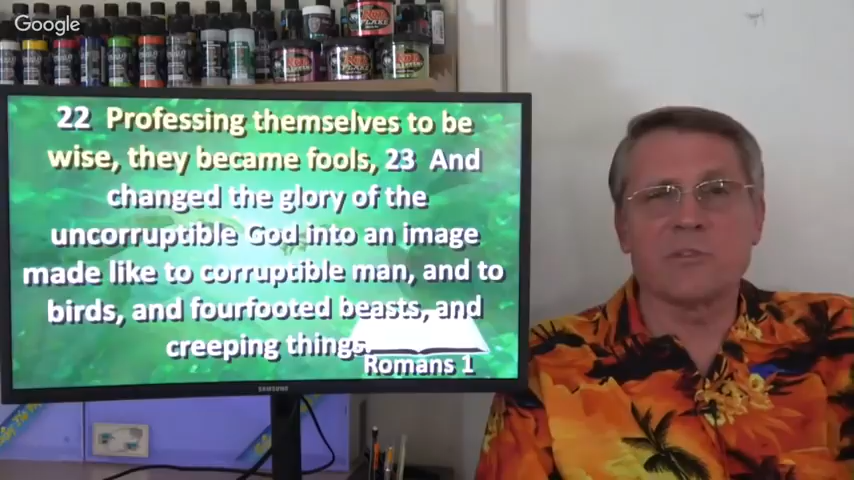 Google
22 Professing themselves to be
wise, they became fools, 23 And
changed the glory of the
uncorruptible God into an image
made like to corruptible man, and to
birds, and fourfooted beasts, and
creeping things.
Romans 1
SAMSUNG